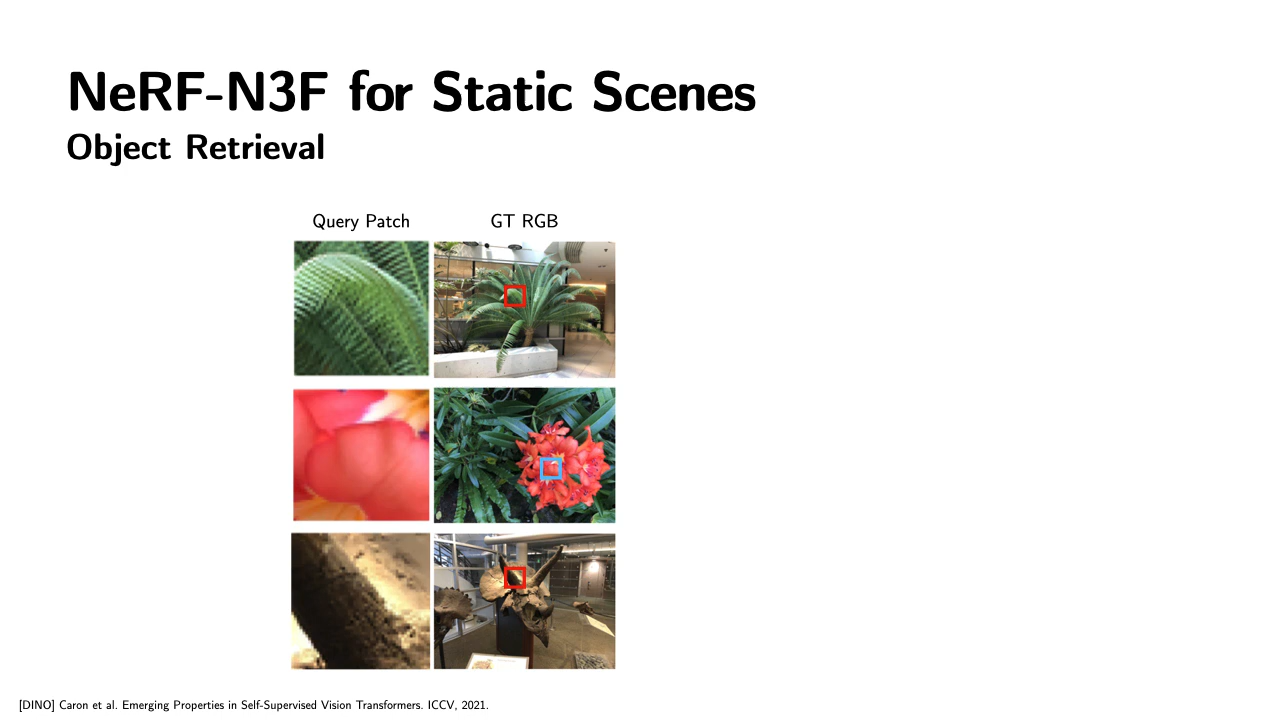 NeRF-N3F for Static Scenes
Object Retrieval
Query Patch GT RGB
[DINO] Caron et al. Emerging Properties in Self-Supervised Vision Transformers. ICCV, 2021.